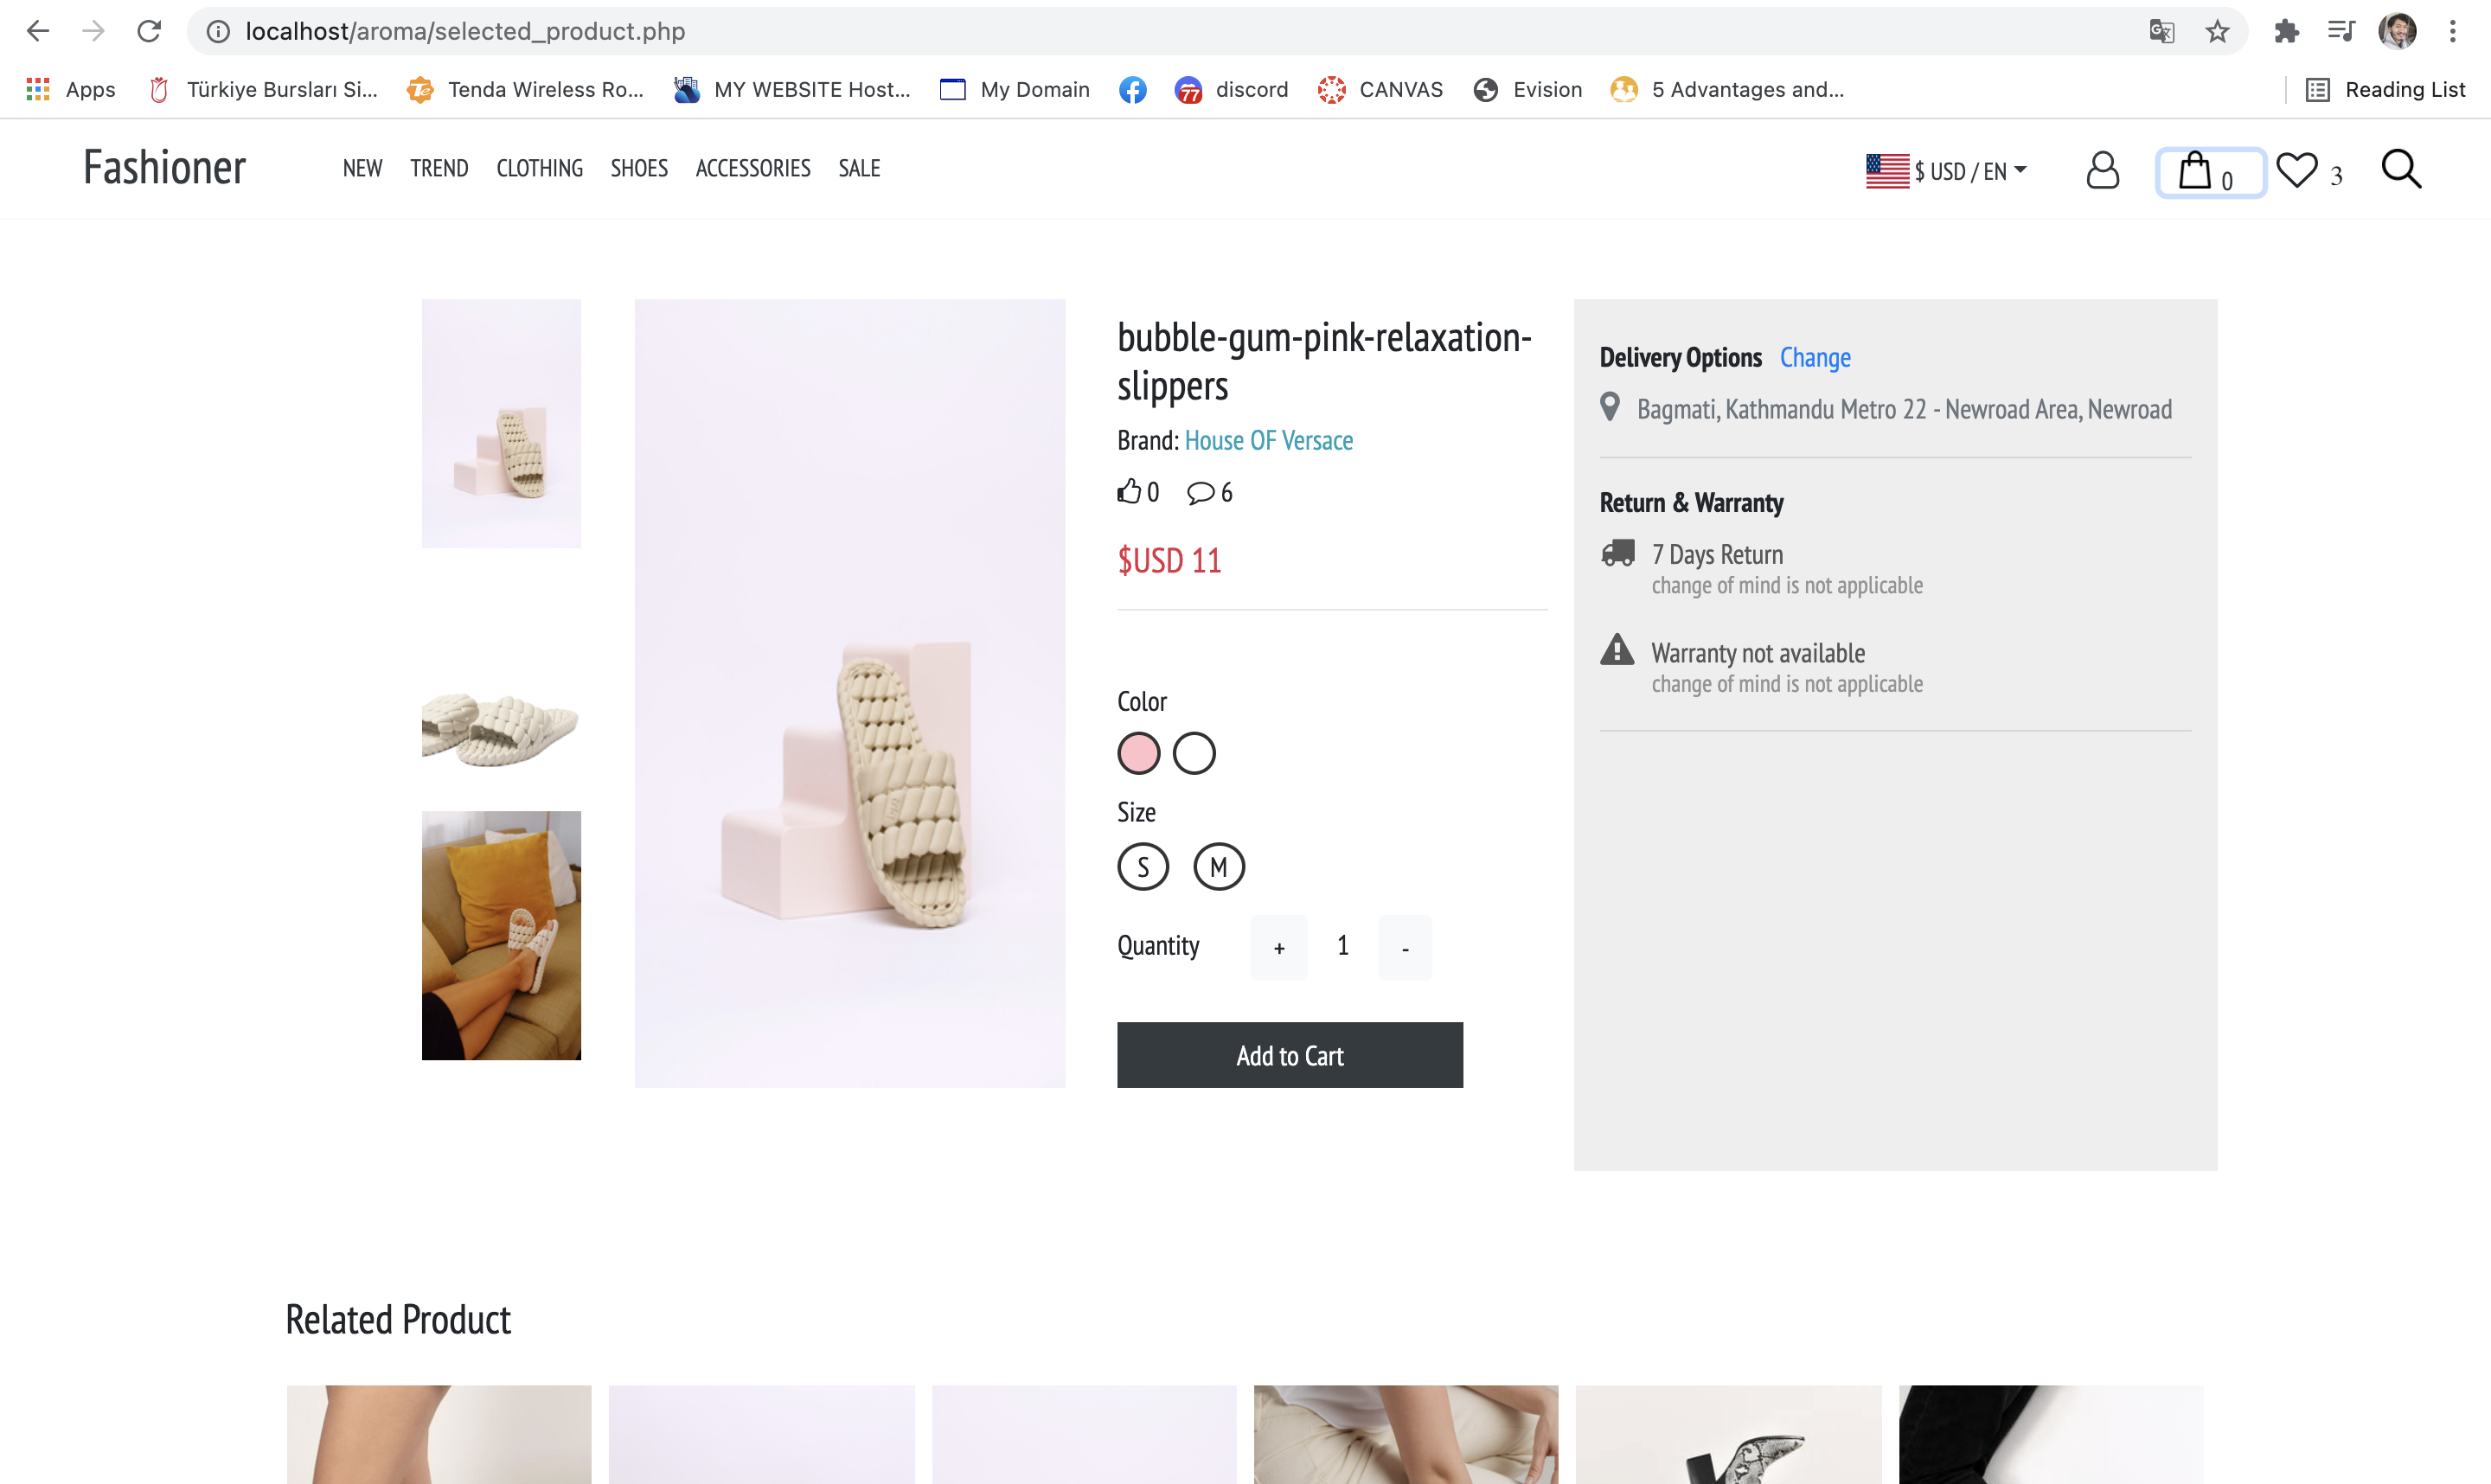 localhost/aroma/selected_product.php
Apps Türkiye Bursları Si... Tenda Wireless Ro... MY WEBSITE Host... My Domain discord CANVAS Evision 5 Advantages and... Reading List
Fashioner NEW TREND CLOTHING SHOES ACCESSORIES SALE $ USD / EN 0 3
bubble-gum-pink-relaxation-
slippers
Brand: House OF Versace
0 6
$USD 11
Color
Size
S M
Quantity + 1 -
Add to Cart
Delivery Options Change
Bagmati, Kathmandu Metro 22 - Newroad Area, Newroad
Return & Warranty
7 Days Return
change of mind is not applicable
Warranty not available
change of mind is not applicable
Related Product